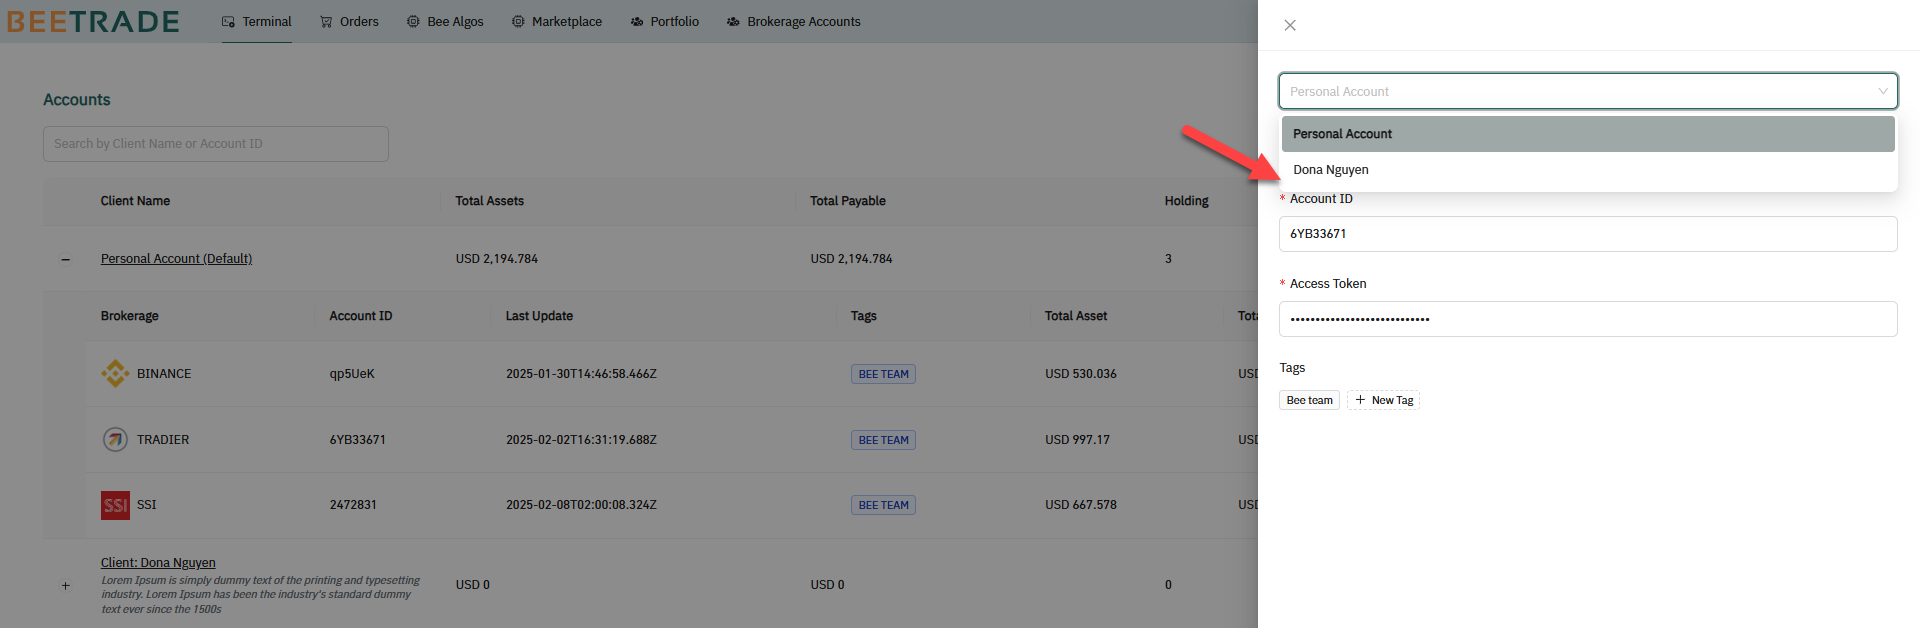 BEETRADE
Terminal
Orders
Bee Algos
Marketplace
Portfolio
Brokerage Accounts
Accounts
Search by Client Name or Account ID
Client Name Total Assets Total Payable Holding
Personal Account (Default) USD 2,194.784 USD 2,194.784 3
Brokerage Account ID Last Update Tags Total Asset Tota
BINANCE qp5UeK 2025-01-30T14:46:58.466Z BEE TEAM USD 530.036 USD
TRADIER 6YB33671 2025-02-02T16:31:19.688Z BEE TEAM USD 997.17 USD
SSI SSI 2472831 2025-02-08T02:00:08.324Z BEE TEAM USD 667.578 USD
Client: Dona Nguyen
Lorem Ipsum is simply dummy text of the printing and typesetting
industry. Lorem Ipsum has been the industry's standard dummy
text ever since the 1500s
USD 0 USD 0 0
Personal Account
Personal Account
Dona Nguyen
* Account ID
6YB33671
* Access Token
••••••••••••••••••••••••••••
Tags
Bee team
+ New Tag